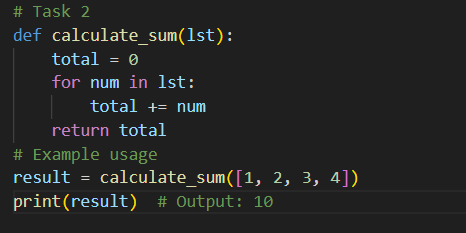 # Task 2
def calculate_sum(lst):
    total = 0
    for num in lst:
        total += num
    return total
# Example usage
result = calculate_sum([1, 2, 3, 4])
print(result)  # Output: 10